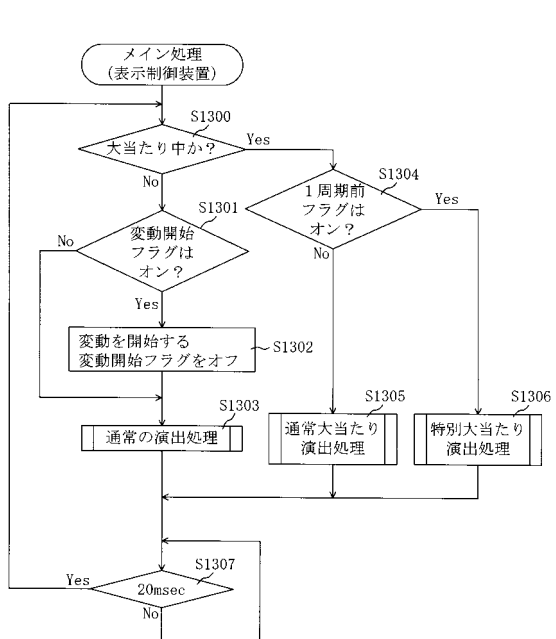 メイン処理
(表示制御装置)
S1300
大当たり中か?
Yes
No
S1304
1周期前
フラグは
オン?
Yes
No
S1301
変動開始
フラグは
オン?
No
Yes
変動を開始する
変動開始フラグをオフ
S1302
S1303
通常の演出処理
S1305
通常大当たり
演出処理
S1306
特別大当たり
演出処理
S1307
20msec
Yes
No